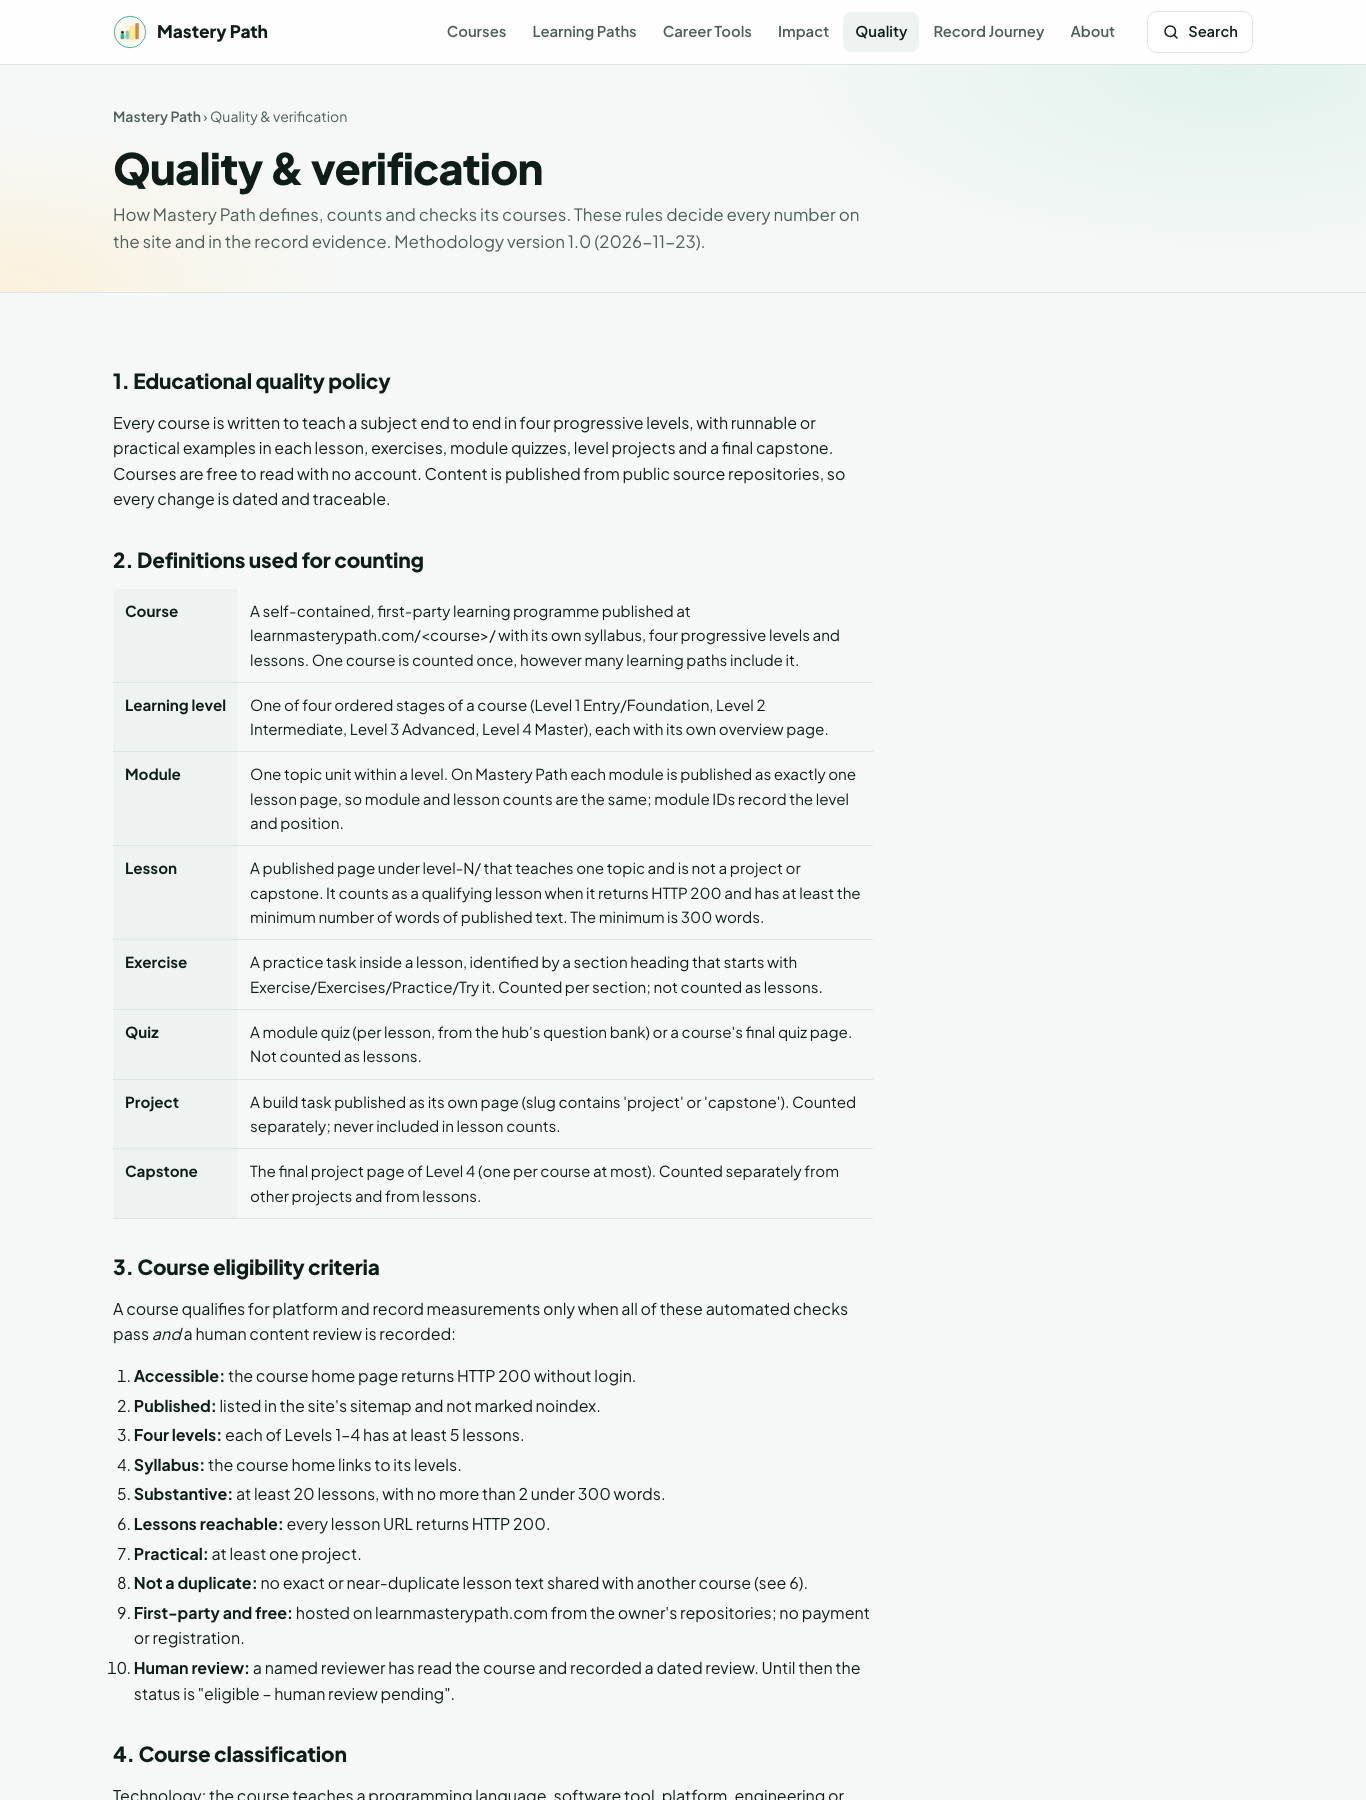 Mastery Path
Courses
Learning Paths
Career Tools
Impact
Quality
Record Journey
About
Search
Mastery Path › Quality & verification
Quality & verification
How Mastery Path defines, counts and checks its courses. These rules decide every number on
the site and in the record evidence. Methodology version 1.0 (2026-11-23).
1. Educational quality policy
Every course is written to teach a subject end to end in four progressive levels, with runnable or
practical examples in each lesson, exercises, module quizzes, level projects and a final capstone.
Courses are free to read with no account. Content is published from public source repositories, so
every change is dated and traceable.
2. Definitions used for counting
Course
A self-contained, first-party learning programme published at
learnmasterypath.com/<course>/ with its own syllabus, four progressive levels and
lessons. One course is counted once, however many learning paths include it.
Learning level
One of four ordered stages of a course (Level 1 Entry/Foundation, Level 2
Intermediate, Level 3 Advanced, Level 4 Master), each with its own overview page.
Module
One topic unit within a level. On Mastery Path each module is published as exactly one
lesson page, so module and lesson counts are the same; module IDs record the level
and position.
Lesson
A published page under level-N/ that teaches one topic and is not a project or
capstone. It counts as a qualifying lesson when it returns HTTP 200 and has at least the
minimum number of words of published text. The minimum is 300 words.
Exercise
A practice task inside a lesson, identified by a section heading that starts with
Exercise/Exercises/Practice/Try it. Counted per section; not counted as lessons.
Quiz
A module quiz (per lesson, from the hub's question bank) or a course's final quiz page.
Not counted as lessons.
Project
A build task published as its own page (slug contains 'project' or 'capstone'). Counted
separately; never included in lesson counts.
Capstone
The final project page of Level 4 (one per course at most). Counted separately from
other projects and from lessons.
3. Course eligibility criteria
A course qualifies for platform and record measurements only when all of these automated checks
pass and a human content review is recorded:
1. Accessible: the course home page returns HTTP 200 without login.
2. Published: listed in the site's sitemap and not marked noindex.
3. Four levels: each of Levels 1–4 has at least 5 lessons.
4. Syllabus: the course home links to its levels.
5. Substantive: at least 20 lessons, with no more than 2 under 300 words.
6. Lessons reachable: every lesson URL returns HTTP 200.
7. Practical: at least one project.
8. Not a duplicate: no exact or near-duplicate lesson text shared with another course (see 6).
9. First-party and free: hosted on learnmasterypath.com from the owner's repositories; no payment
or registration.
10. Human review: a named reviewer has read the course and recorded a dated review. Until then the
status is "eligible – human review pending".
4. Course classification
Technology: the course teaches a programming language, software tool, platform, engineering or